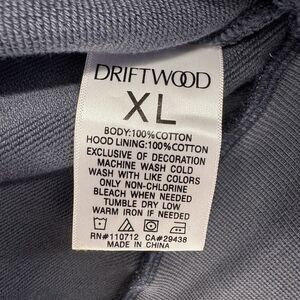 DRIFTWOOD
XL
BODY:100%COTTON
HOOD LINING:100%COTTON
EXCLUSIVE OF DECORATION
MACHINE WASH COLD
WASH WITH LIKE COLORS
ONLY NON-CHLORINE
BLEACH WHEN NEEDED
TUMBLE DRY LOW
WARM IRON IF NEEDED
RN#110712 CA#29438
MADE IN CHINA